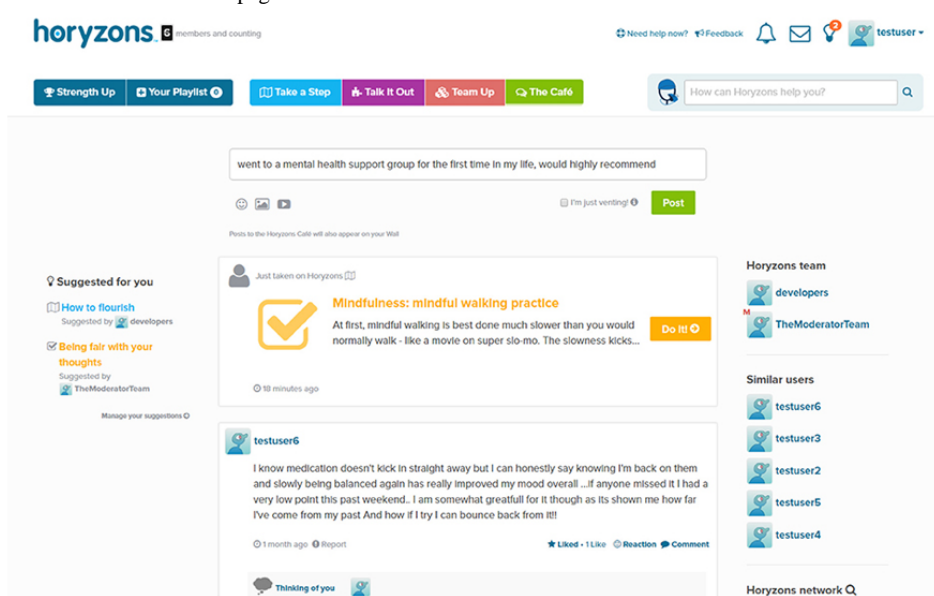 horyzons
6 members and counting
Need help now? Feedback 2 testuser
Strength Up Your Playlist Take a Step Talk It Out Team Up The Café
How can Horyzons help you?
went to a mental health support group for the first time in my life, would highly recommend
I'm just venting! Post
Posts to the Horyzons Café will also appear on your Wall
Suggested for you
How to flourish
Suggested by developers
Being fair with your
thoughts
Suggested by
TheModeratorTeam
Manage your suggestions
Just taken on Horyzons
Mindfulness: mindful walking practice
At first, mindful walking is best done much slower than you would
normally walk - like a movie on super slo-mo. The slowness kicks...
Do It!
18 minutes ago
testuser6
I know medication doesn't kick in straight away but I can honestly say knowing I'm back on them
and slowly being balanced again has really improved my mood overall ...if anyone missed it I had a
very low point this past weekend.. I am somewhat greatfull for it though as its shown me how far
I've come from my past And how if I try I can bounce back from it!!
1 month ago Report Liked • 1 Like Reaction Comment
Thinking of you
Horyzons team
developers
M
TheModeratorTeam
Similar users
testuser6
testuser3
testuser2
testuser5
testuser4
Horyzons network